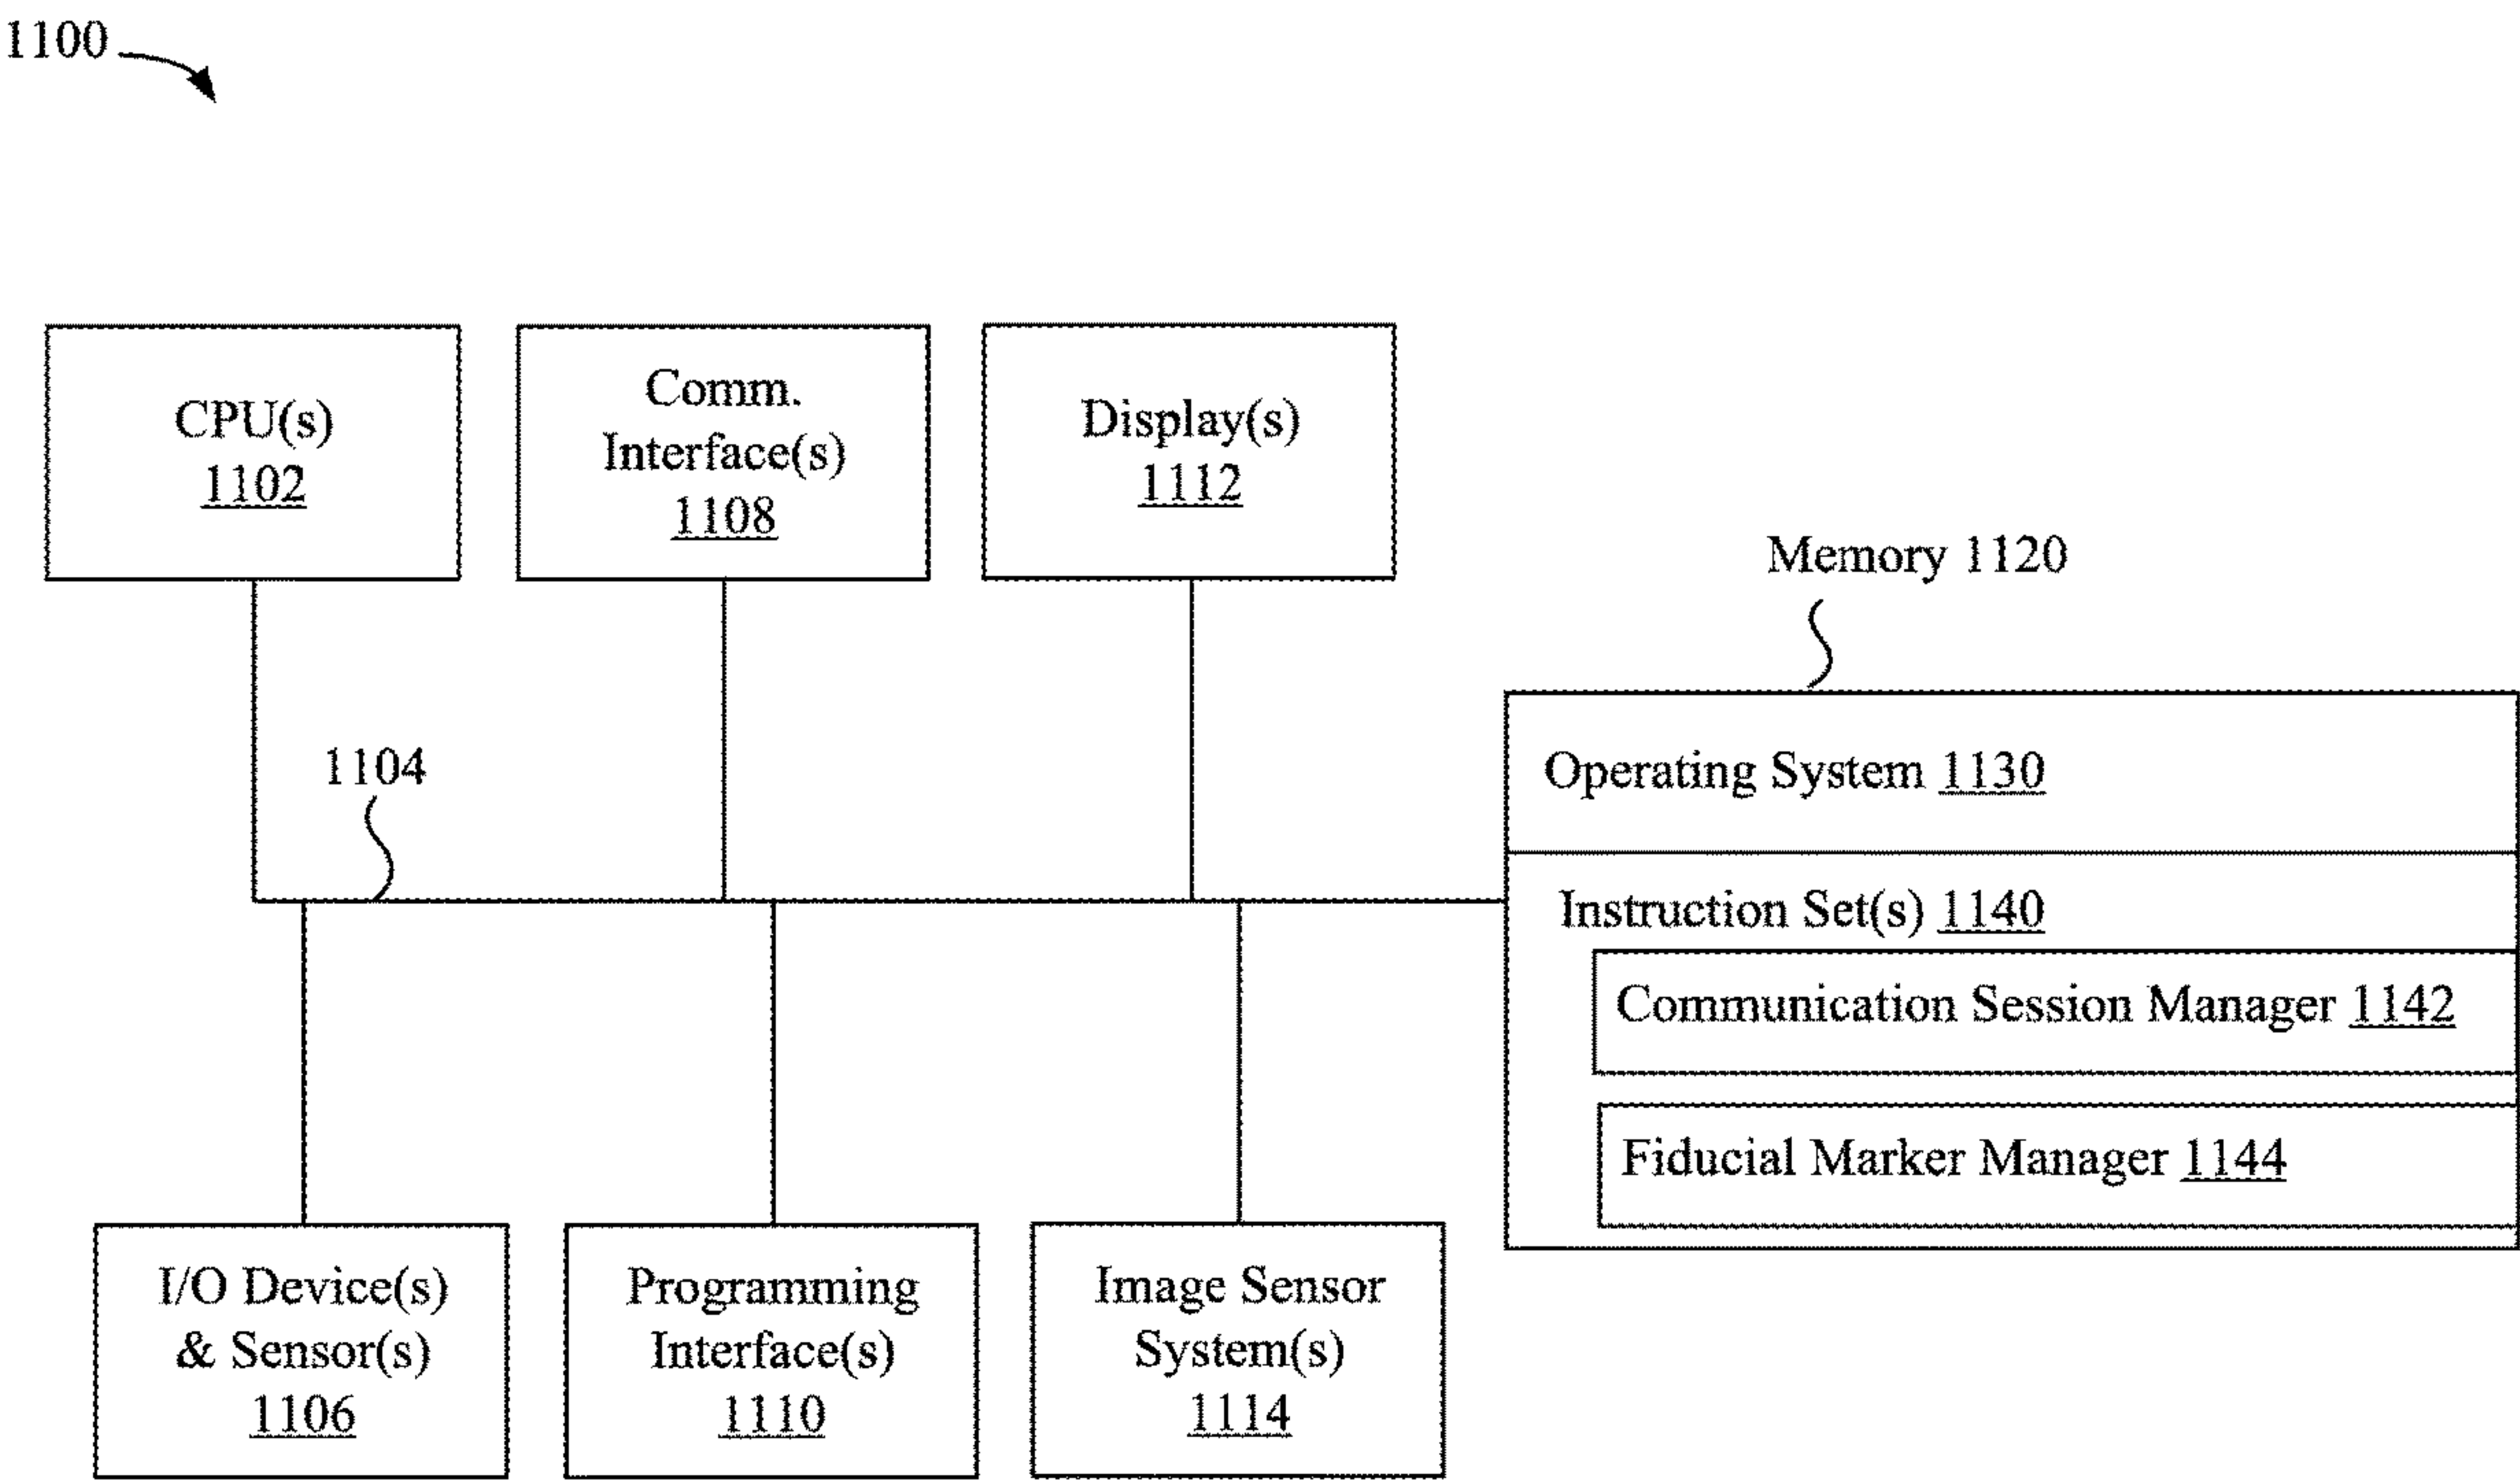 1100
CPU(s)
1102
Comm.
Interface(s)
1108
Display(s)
1112
Memory 1120
1104
Operating System 1130
Instruction Set(s) 1140
Communication Session Manager 1142
Fiducial Marker Manager 1144
I/O Device(s)
& Sensor(s)
1106
Programming
Interface(s)
1110
Image Sensor
System(s)
1114